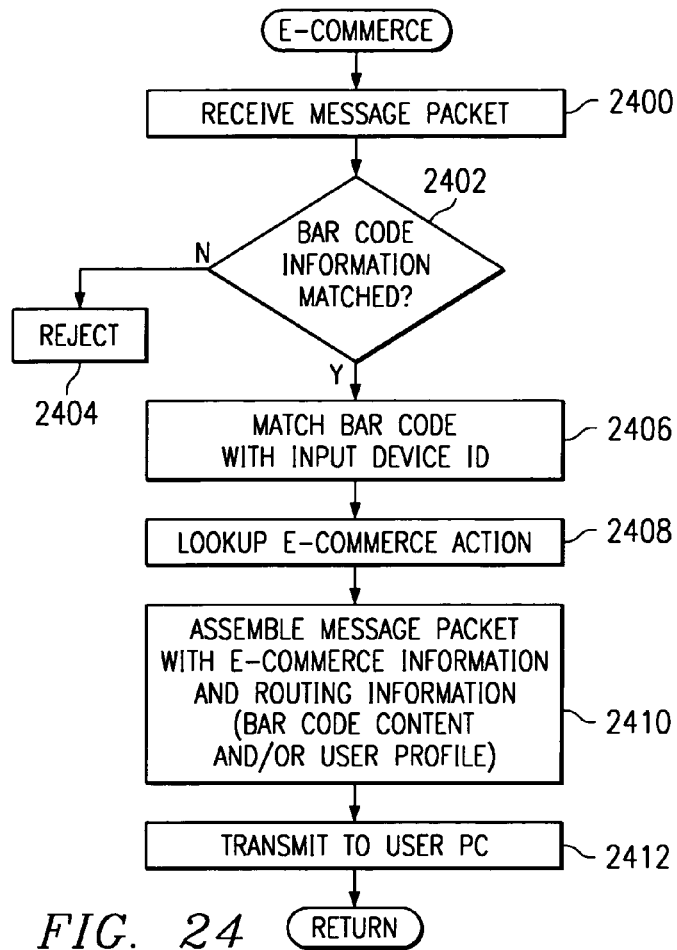 E-COMMERCE
RECEIVE MESSAGE PACKET
2400
2402
BAR CODE
INFORMATION
MATCHED?
N
REJECT
2404
Y
MATCH BAR CODE
WITH INPUT DEVICE ID
2406
LOOKUP E-COMMERCE ACTION
2408
ASSEMBLE MESSAGE PACKET
WITH E-COMMERCE INFORMATION
AND ROUTING INFORMATION
(BAR CODE CONTENT
AND/OR USER PROFILE)
2410
TRANSMIT TO USER PC
2412
FIG. 24
RETURN